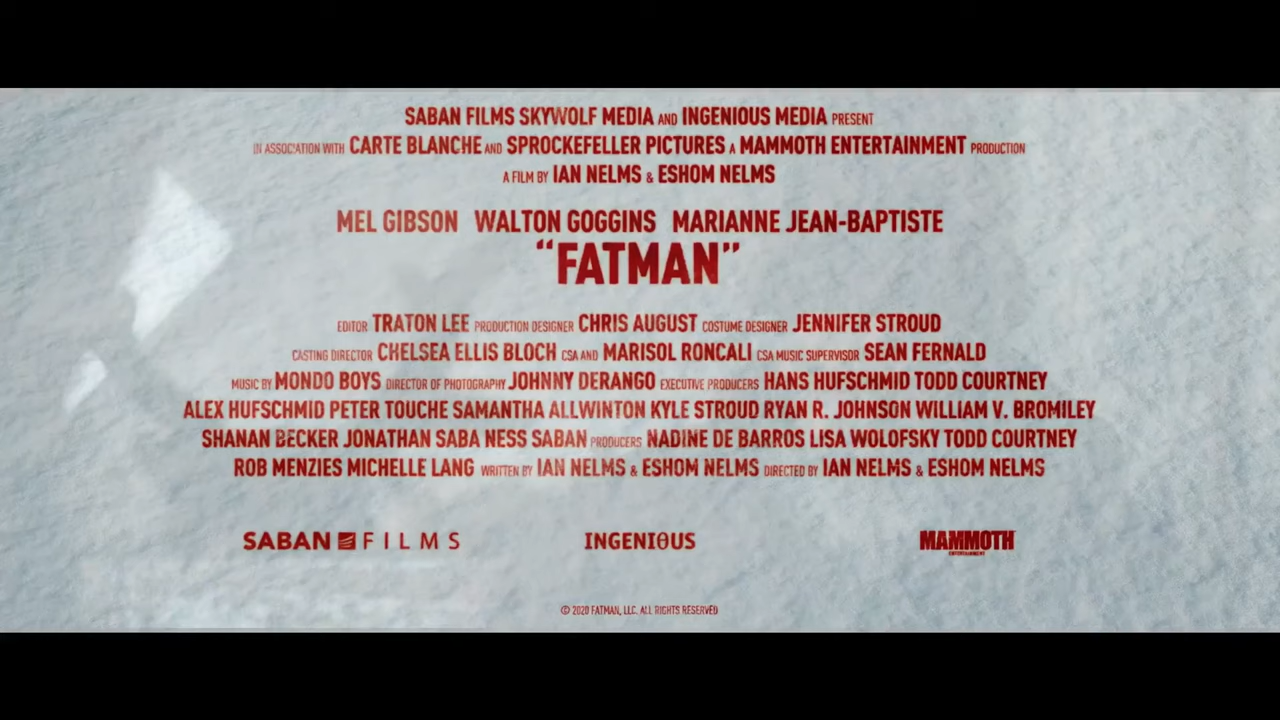 SABAN FILMS SKYWOLF MEDIA AND INGENIOUS MEDIA PRESENT
IN ASSOCIATION WITH CARTE BLANCHE AND SPROCKEFELLER PICTURES A MAMMOTH ENTERTAINMENT PRODUCTION
A FILM BY IAN NELMS & ESHOM NELMS
MEL GIBSON WALTON GOGGINS MARIANNE JEAN-BAPTISTE
“FATMAN”
EDITOR TRATON LEE PRODUCTION DESIGNER CHRIS AUGUST COSTUME DESIGNER JENNIFER STROUD
CASTING DIRECTOR CHELSEA ELLIS BLOCH CSA AND MARISOL RONCALI CSA MUSIC SUPERVISOR SEAN FERNALD
MUSIC BY MONDO BOYS DIRECTOR OF PHOTOGRAPHY JOHNNY DERANGO EXECUTIVE PRODUCERS HANS HUFSCHMID TODD COURTNEY
ALEX HUFSCHMID PETER TOUCHE SAMANTHA ALLWINTON KYLE STROUD RYAN R. JOHNSON WILLIAM V. BROMILEY
SHANAN BECKER JONATHAN SABA NESS SABAN PRODUCERS NADINE DE BARROS LISA WOLOFSKY TODD COURTNEY
ROB MENZIES MICHELLE LANG WRITTEN BY IAN NELMS & ESHOM NELMS DIRECTED BY IAN NELMS & ESHOM NELMS
SABAN FILMS INGENIOUS MAMMOTH
ENTERTAINMENT
© 2020 FATMAN, LLC. ALL RIGHTS RESERVED